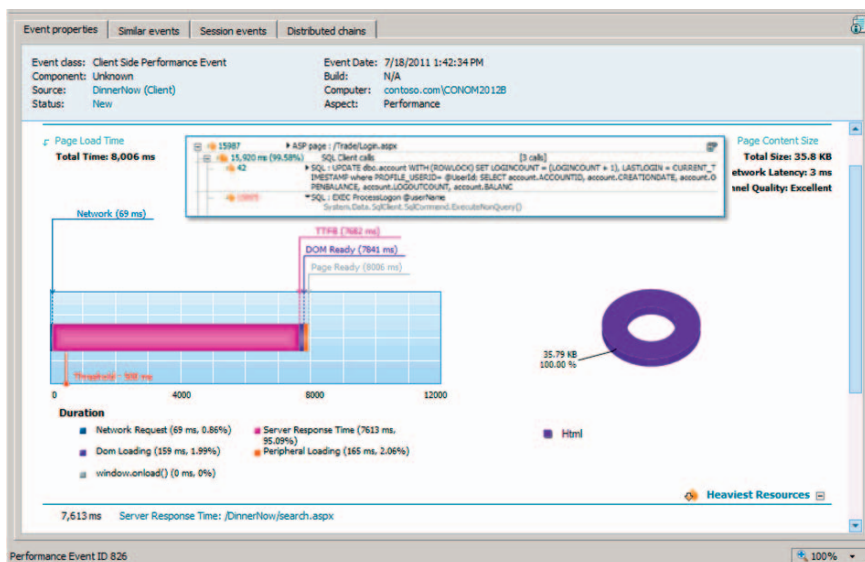 Event properties
Similar events
Session events
Distributed chains
Event class: Client Side Performance Event
Event Date: 7/18/2011 1:42:34 PM
Component: Unknown
Build: N/A
Source: DinnerNow (Client)
Computer: contoso.com\CONOM2012B
Status: New
Aspect: Performance
Page Load Time
Total Time: 8,006 ms
15987 ASP page : /Trade/Login.aspx
15,920 ms (99.58%) SQL Client calls [3 calls]
42 SQL : UPDATE dbo.account WITH (ROWLOCK) SET LOGINCOUNT = (LOGINCOUNT + 1), LASTLOGIN = CURRENT_T
IMESTAMP where PROFILE_USERID= @UserId; SELECT account.ACCOUNTID, account.CREATIONDATE, account.O
PENBALANCE, account.LOGOUTCOUNT, account.BALANC
SQL : EXEC ProcessLogon @userName
System.Data.SqlClient.SqlCommand.ExecuteNonQuery()
Page Content Size
Total Size: 35.8 KB
etwork Latency: 3 ms
nel Quality: Excellent
Network (69 ms)
TTFB (7682 ms)
DOM Ready (7841 ms)
Page Ready (8006 ms)
0 4000 8000 12000
Duration
Network Request (69 ms, 0.86%)
Server Response Time (7613 ms,
95.09%)
Dom Loading (159 ms, 1.99%)
Peripheral Loading (165 ms, 2.06%)
window.onload() (0 ms, 0%)
35.79 KB
100.00 %
Html
Heaviest Resources
7,613 ms Server Response Time: /DinnerNow/search.aspx
Performance Event ID 826
100%